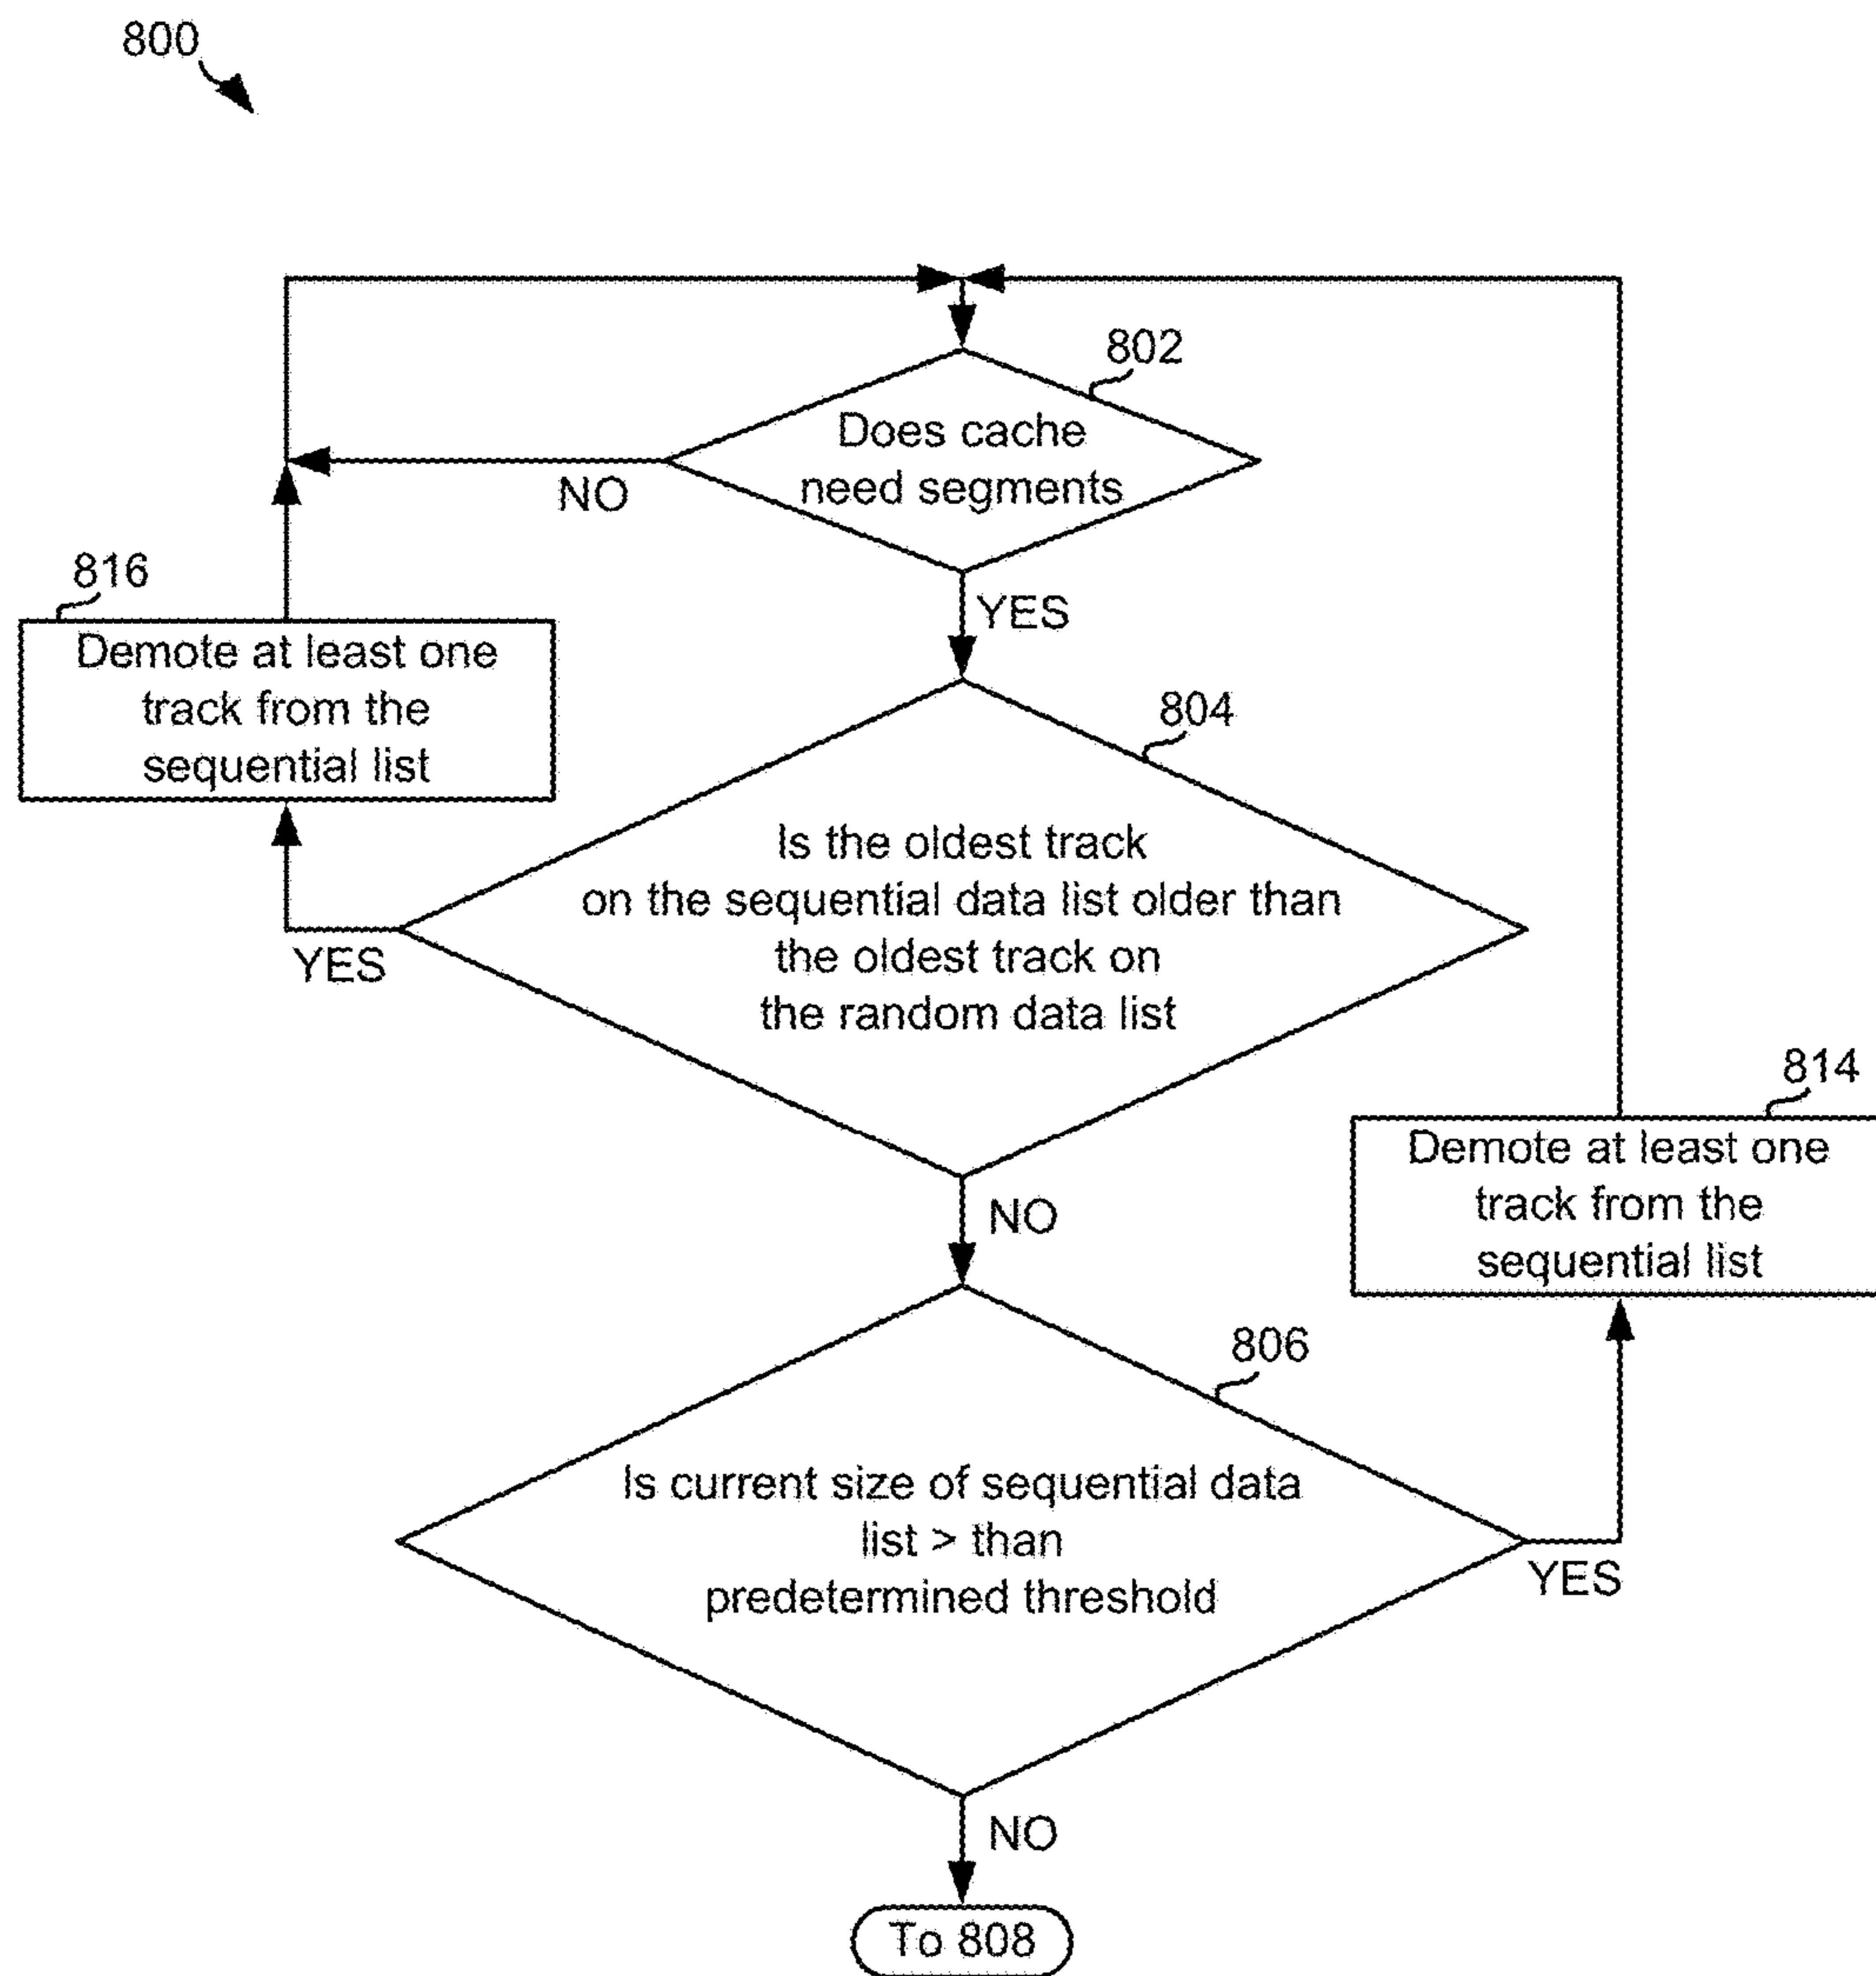 800
802
Does cache
need segments
NO
YES
816
Demote at least one
track from the
sequential list
804
Is the oldest track
on the sequential data list older than
the oldest track on
the random data list
YES
NO
814
Demote at least one
track from the
sequential list
806
Is current size of sequential data
list > than
predetermined threshold
YES
NO
To 808